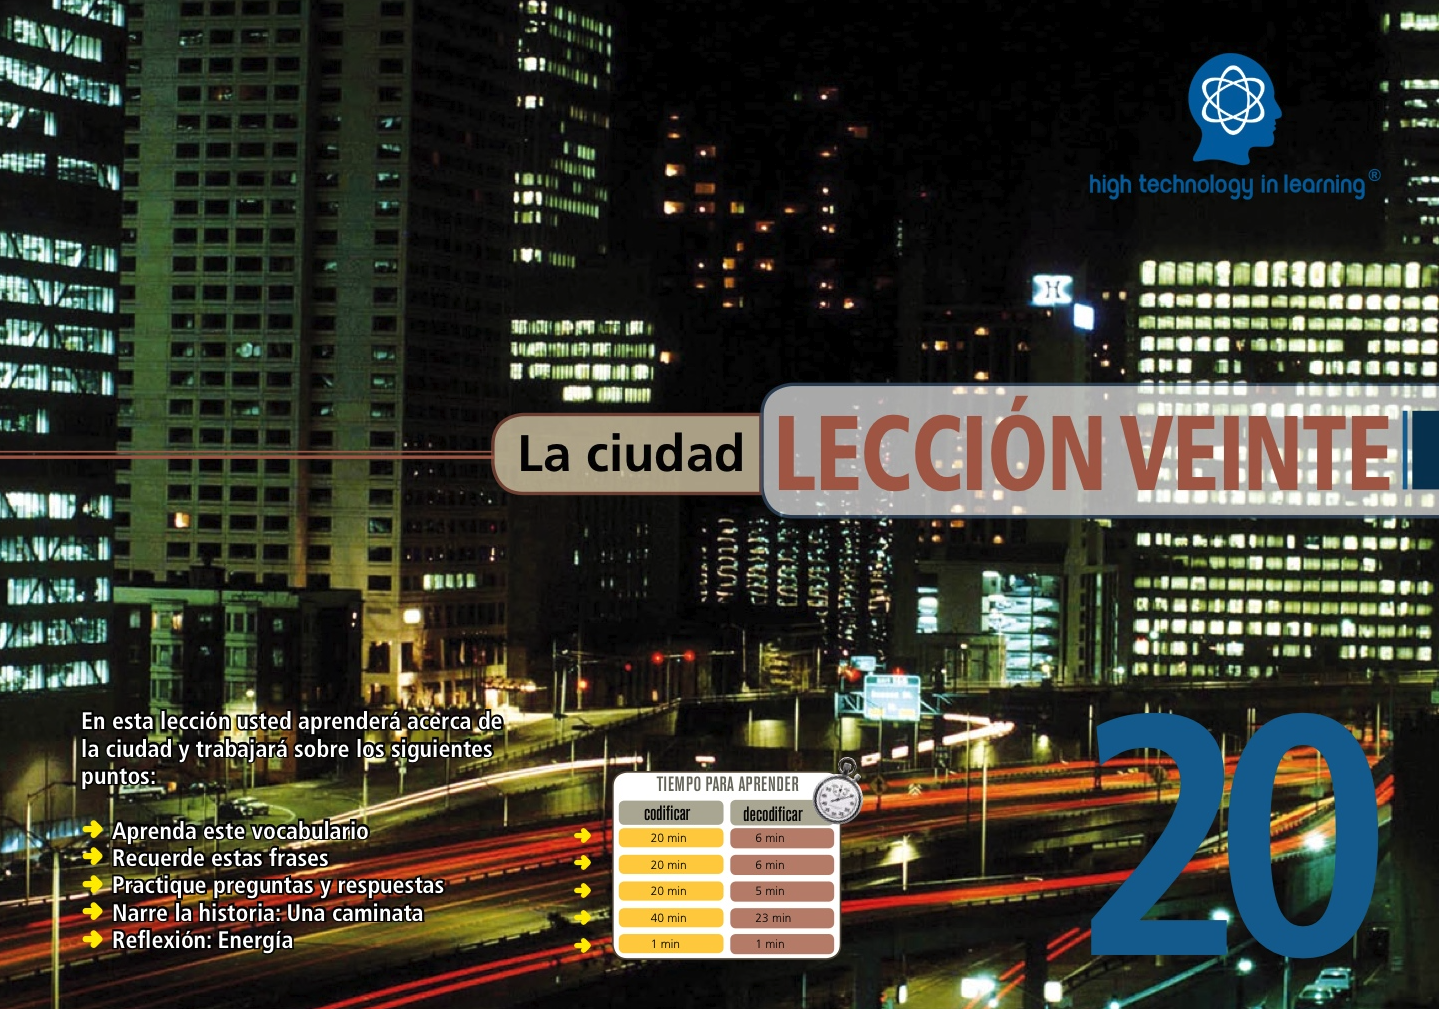 high technology in learning®
La ciudad
LECCIÓN VEINTE
20
En esta lección usted aprenderá acerca de
la ciudad y trabajará sobre los siguientes
puntos:
Aprenda este vocabulario
Recuerde estas frases
Practique preguntas y respuestas
Narre la historia: Una caminata
Reflexión: Energía
TIEMPO PARA APRENDER
codificar decodificar
20 min 6 min
20 min 6 min
20 min 5 min
40 min 23 min
1 min 1 min